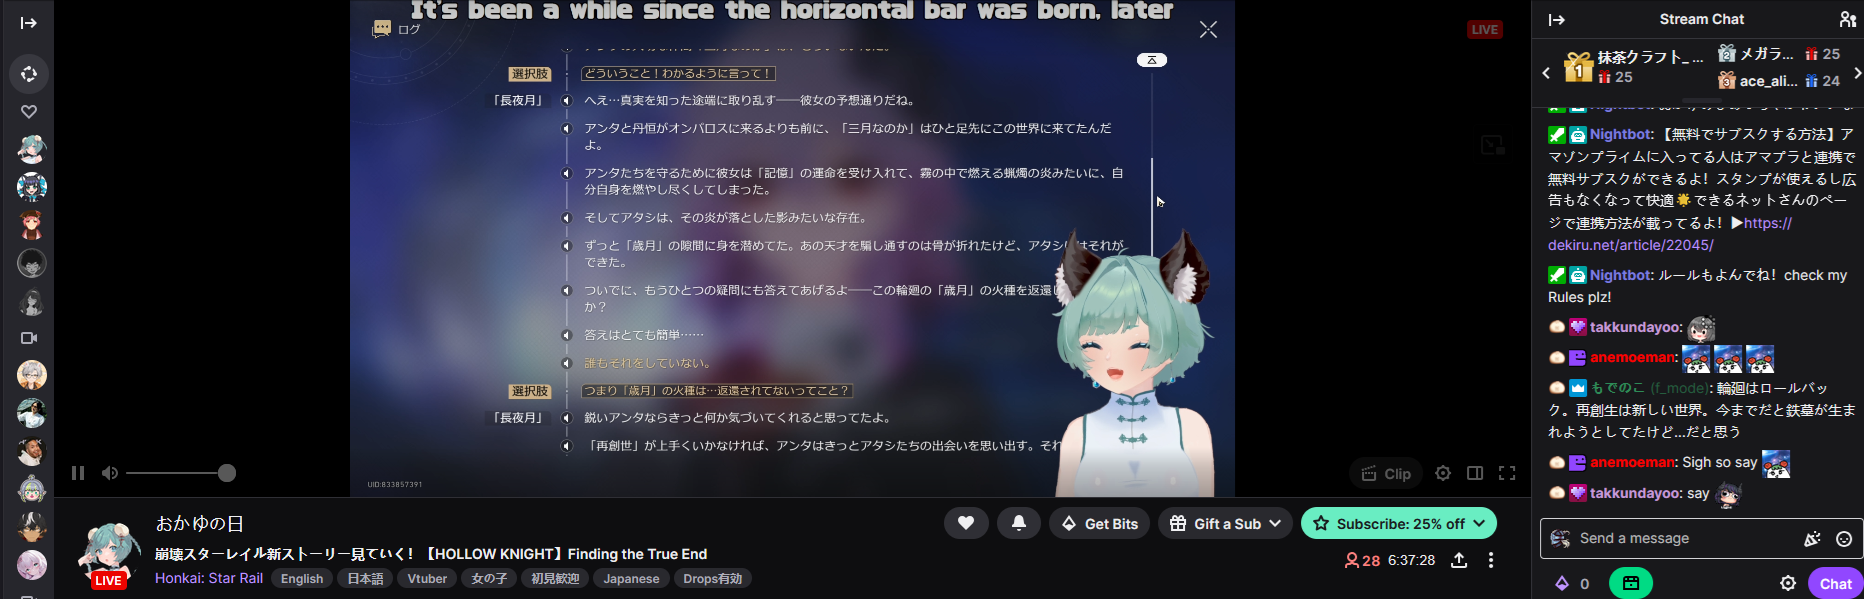 It's been a while since the horizontal bar was born, later
ログ
LIVE
選択肢
どういうこと！わかるように言って！
「長夜月」
へえ…真実を知った途端に取り乱す――彼女の予想通りだね。
アンタと丹恒がオンパロスに来るよりも前に、「三月なのか」はひと足先にこの世界に来てたんだ
よ。
アンタたちを守るために彼女は「記憶」の運命を受け入れて、霧の中で燃える蝋燭の炎みたいに、自
分自身を燃やし尽くしてしまった。
そしてアタシは、その炎が落とした影みたいな存在。
ずっと「歳月」の隙間に身を潜めてた。あの天才を騙し通すのは骨が折れたけど、アタシにはそれが
できた。
ついでに、もうひとつの疑問にも答えてあげるよ――この輪廻の「歳月」の火種を返還し
か？
答えはとても簡単……
誰もそれをしていない。
選択肢
つまり「歳月」の火種は…返還されてないってこと？
「長夜月」
鋭いアンタならきっと何か気づいてくれると思ってたよ。
「再創世」が上手くいかなければ、アンタはきっとアタシたちの出会いを思い出す。それ
UID:833857391
Clip
おかゆの日
崩壊スターレイル新ストーリー見ていく！【HOLLOW KNIGHT】Finding the True End
Honkai: Star Rail
English
日本語
Vtuber
女の子
初見歓迎
Japanese
Drops有効
LIVE
Get Bits
Gift a Sub
Subscribe: 25% off
28
6:37:28
Stream Chat
1
抹茶クラフト_ ...
25
2
メガラ...
25
3
ace_ali...
24
Nightbot: 【無料でサブスクする方法】ア
マゾンプライムに入ってる人はアマプラと連携で
無料サブスクができるよ！スタンプが使えるし広
告もなくなって快適できるネットさんのペー
ジで連携方法が載ってるよ！▶https://
dekiru.net/article/22045/
Nightbot: ルールもよんでね！check my
Rules plz!
takkundayoo:
anemoeman:
もでのこ (f_mode): 輪廻はロールバッ
ク。再創生は新しい世界。今までだと鉄墓が生ま
れようとしてたけど...だと思う
anemoeman: Sigh so say
takkundayoo: say
Send a message
0
Chat